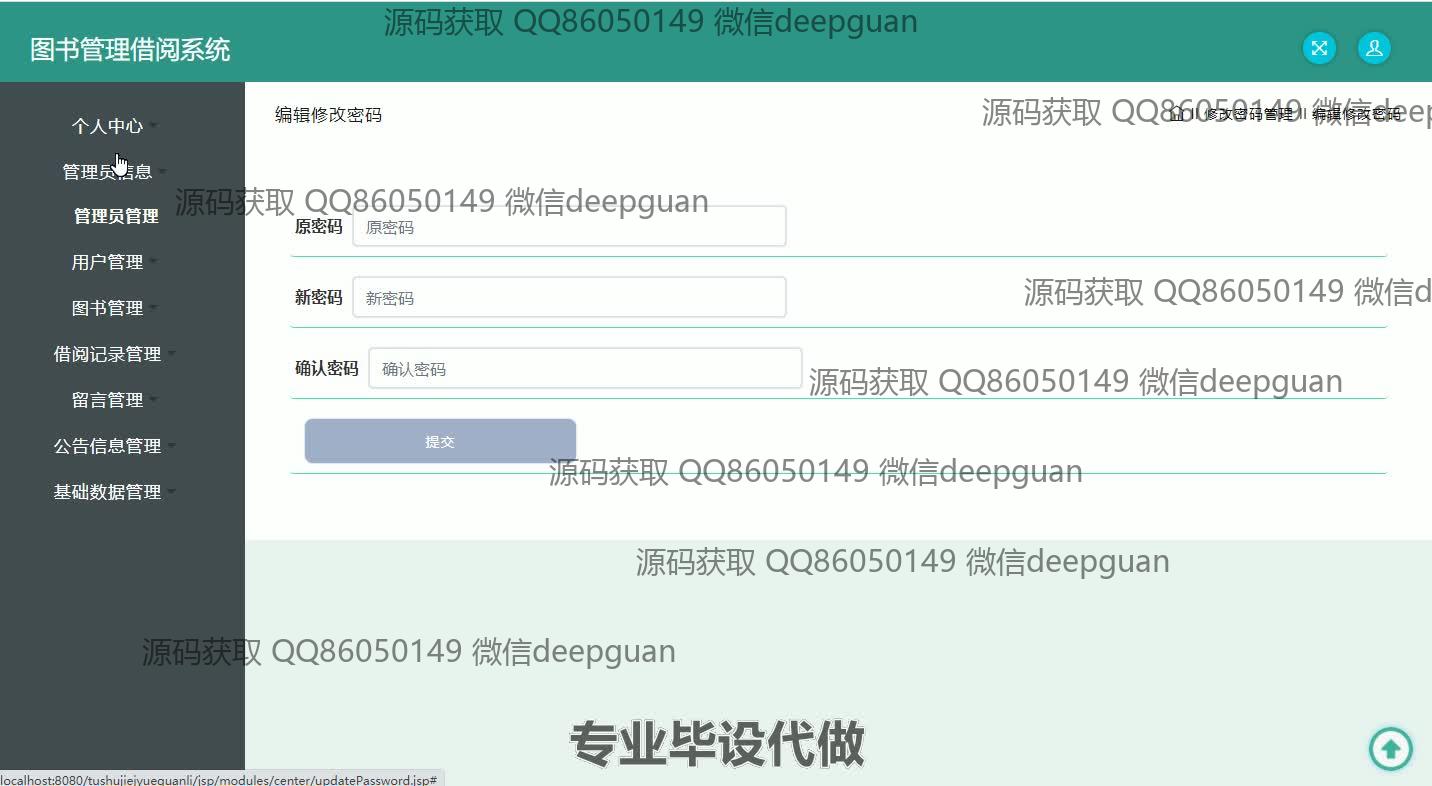 源码获取 QQ86050149 微信deepguan
图书管理借阅系统
个人中心
管理员信息
管理员管理
用户管理
图书管理
借阅记录管理
留言管理
公告信息管理
基础数据管理
编辑修改密码
源码获取 QQ86050149 微信deep
II 修改密码管理 II 编辑修改密码
源码获取 QQ86050149 微信deepguan
原密码 原密码
新密码 新密码
源码获取 QQ86050149 微信d
确认密码 确认密码
源码获取 QQ86050149 微信deepguan
提交
源码获取 QQ86050149 微信deepguan
源码获取 QQ86050149 微信deepguan
源码获取 QQ86050149 微信deepguan
专业毕设代做
localhost:8080/tushujieyueguanli/jsp/modules/center/updatePassword.jsp#